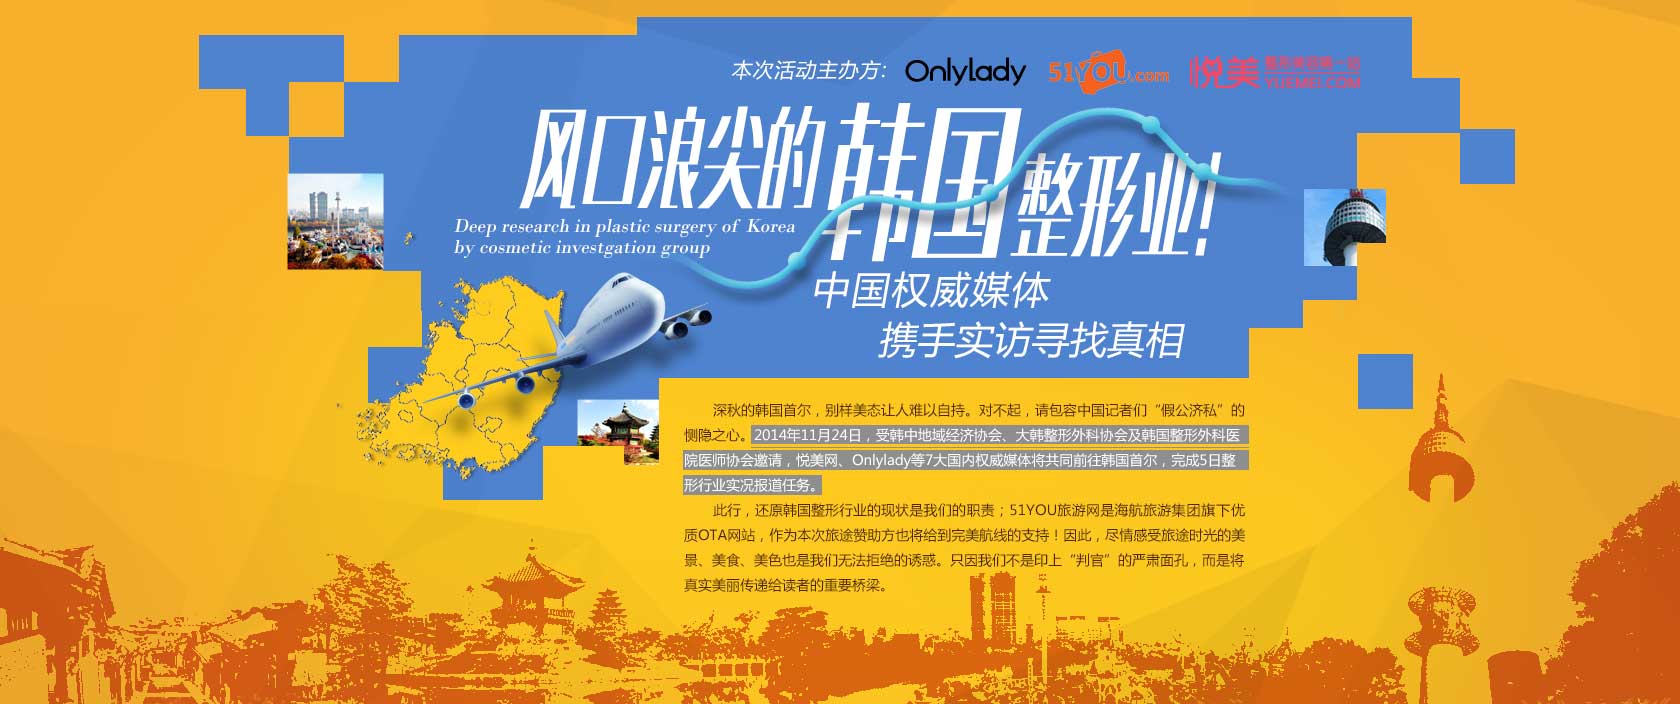 本次活动主办方: Onlylady 51YOU.com 悦美 整形美容第一站
YUEMEI.COM
风口浪尖的韩国整形业!
Deep research in plastic surgery of Korea
by cosmetic investgation group
中国权威媒体
携手实访寻找真相
深秋的韩国首尔，别样美态让人难以自持。对不起，请包容中国记者们“假公济私”的
恻隐之心。2014年11月24日，受韩中地域经济协会、大韩整形外科协会及韩国整形外科医
院医师协会邀请，悦美网、Onlylady等7大国内权威媒体将共同前往韩国首尔，完成5日整
形行业实况报道任务。
此行，还原韩国整形行业的现状是我们的职责；51YOU旅游网是海航旅游集团旗下优
质OTA网站，作为本次旅途赞助方也将给到完美航线的支持！因此，尽情感受旅途时光的美
景、美食、美色也是我们无法拒绝的诱惑。只因我们不是印上“判官”的严肃面孔，而是将
真实美丽传递给读者的重要桥梁。